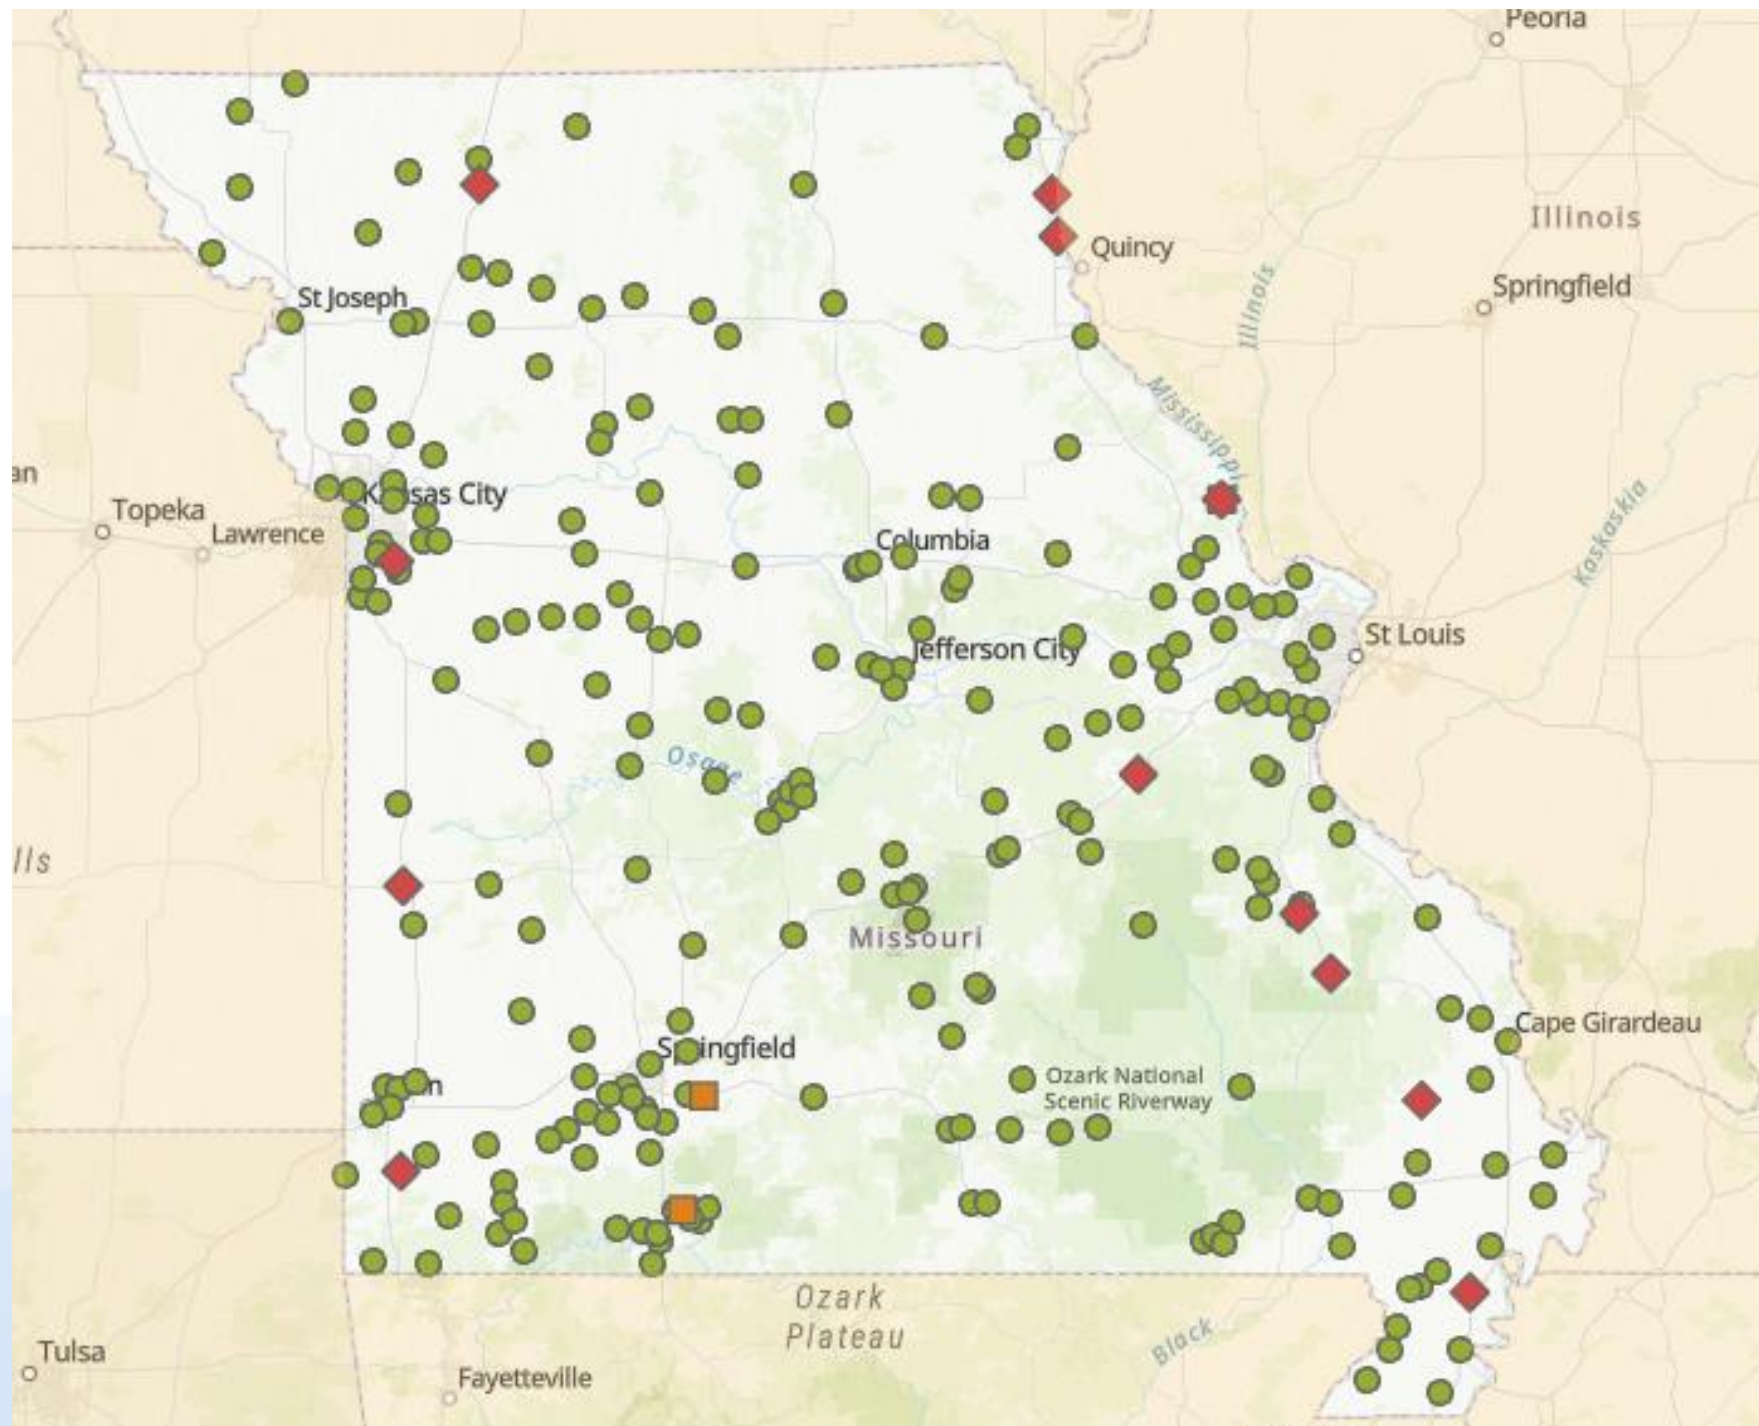 Peoria
Illinois
Quincy
Springfield
St Joseph
Illinois
Mississippi
an
Kansas City
Topeka
Lawrence
Kaskaskia
Columbia
St Louis
Jefferson City
Osage
lls
Missouri
Cape Girardeau
Springfield
Ozark National
Scenic Riverway
Ozark
Plateau
Black
Tulsa
Fayetteville